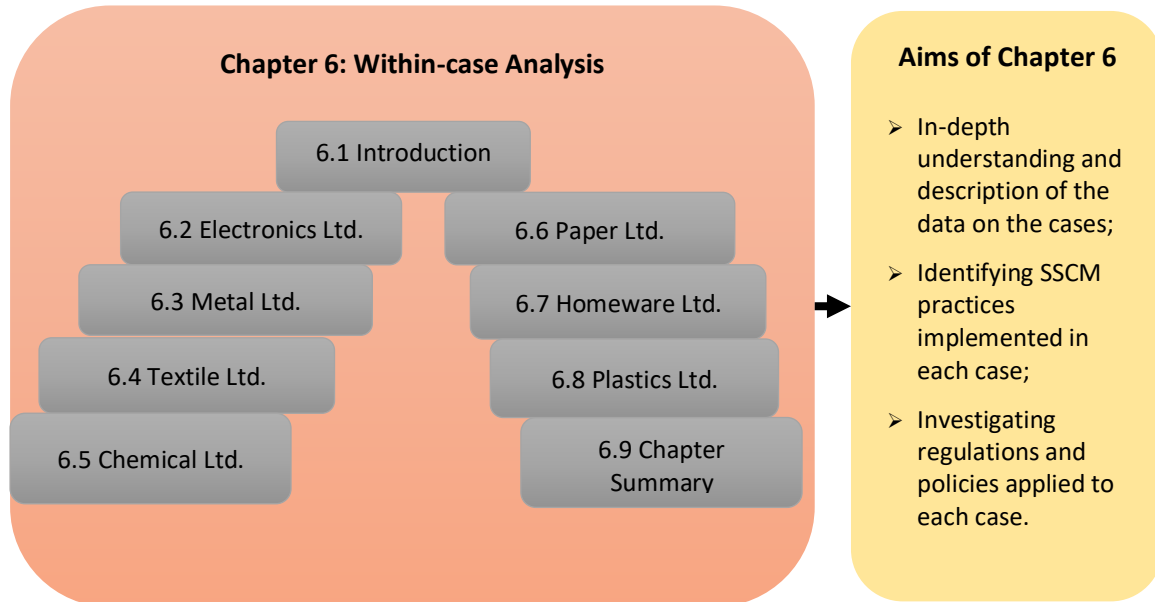 Chapter 6: Within-case Analysis
6.1 Introduction
6.2 Electronics Ltd.
6.3 Metal Ltd.
6.4 Textile Ltd.
6.5 Chemical Ltd.
6.6 Paper Ltd.
6.7 Homeware Ltd.
6.8 Plastics Ltd.
6.9 Chapter
Summary
Aims of Chapter 6
➢ In-depth
understanding and
description of the
data on the cases;
➢ Identifying SSCM
practices
implemented in
each case;
➢ Investigating
regulations and
policies applied to
each case.